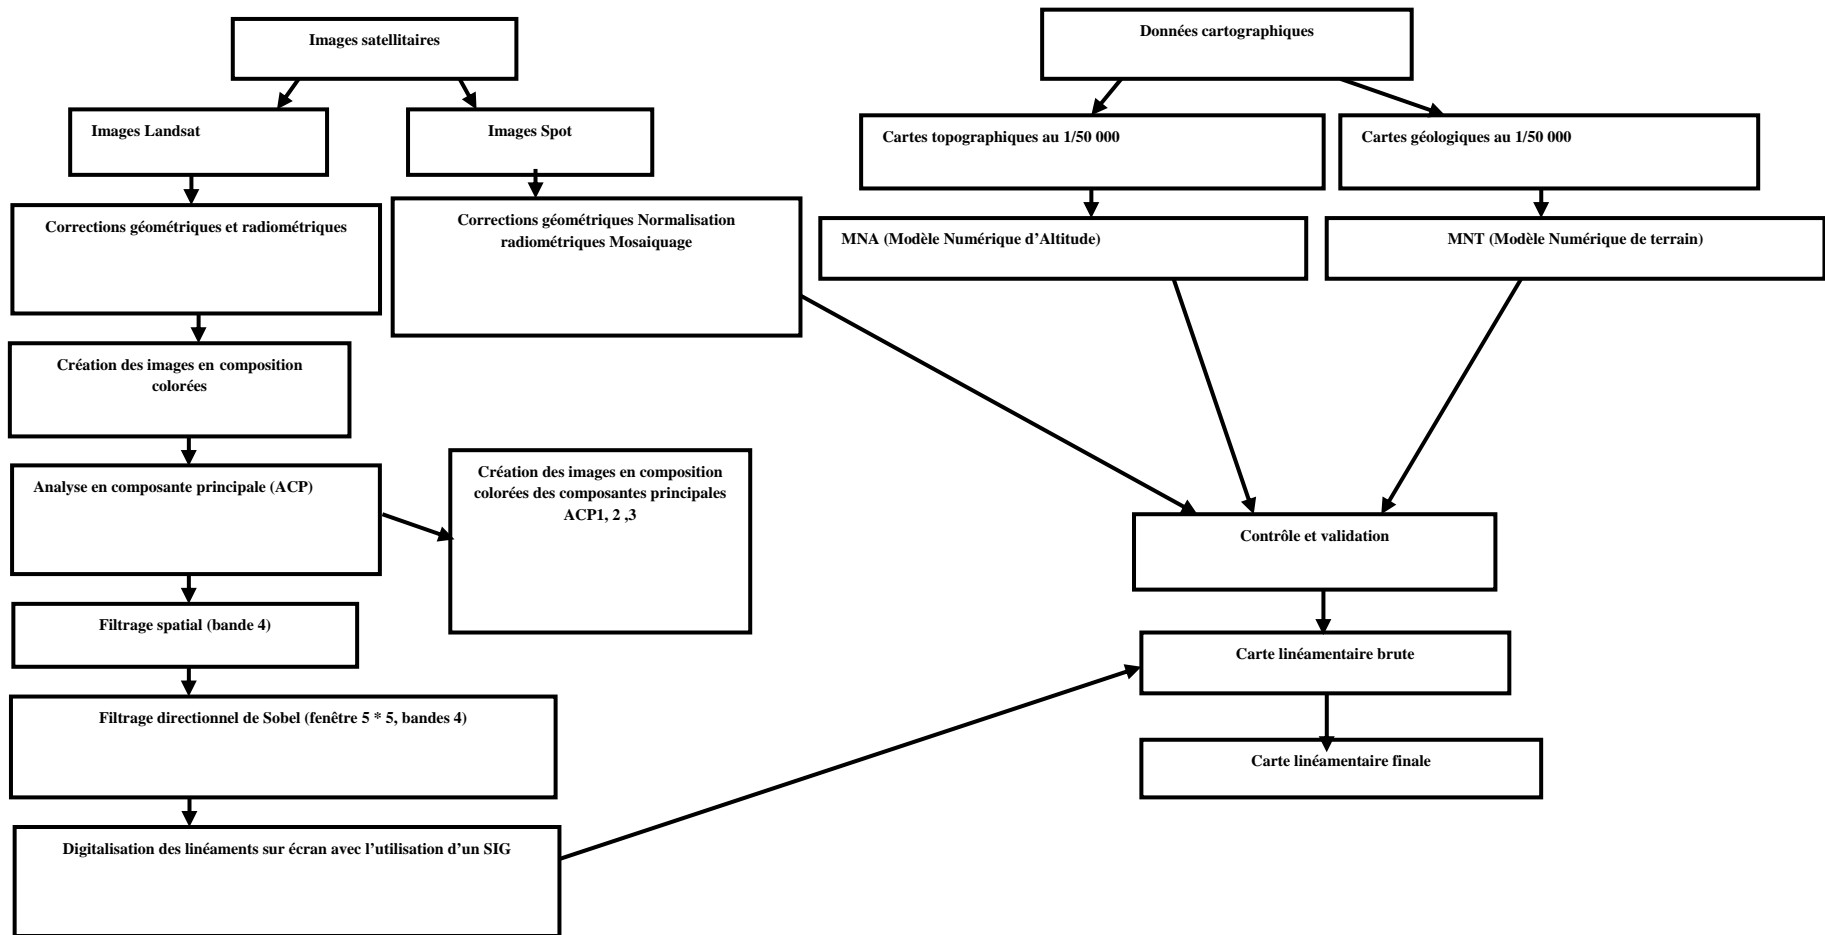 Images satellitaires
Images Landsat
Images Spot
Corrections géométriques et radiométriques
Corrections géométriques Normalisation
radiométriques Mosaiquage
Création des images en composition
colorées
Analyse en composante principale (ACP)
Création des images en composition
colorées des composantes principales
ACP1, 2 ,3
Filtrage spatial (bande 4)
Filtrage directionnel de Sobel (fenêtre 5 * 5, bandes 4)
Digitalisation des linéaments sur écran avec l’utilisation d’un SIG
Données cartographiques
Cartes topographiques au 1/50 000
Cartes géologiques au 1/50 000
MNA (Modèle Numérique d’Altitude)
MNT (Modèle Numérique de terrain)
Contrôle et validation
Carte linéamentaire brute
Carte linéamentaire finale